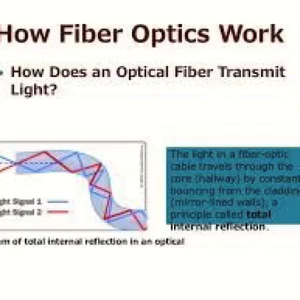 How Fiber Optics Work
How Does an Optical Fiber Transmit
Light?
The light in a fiber-optic
cable travels through the
core (hallway) by constant
bouncing from the cladding
(mirror-lined walls), a
principle called total
internal reflection.
ght Signal 1
ght Signal 2
m of total internal reflection in an optical